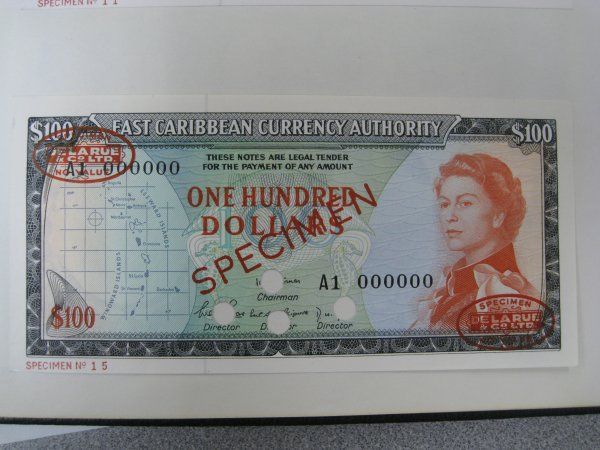 SPECIMEN Nº 1 1
$100 EAST CARIBBEAN CURRENCY AUTHORITY $100
DE LA RUE
& CO LTD.
NO VALUE
A1 000000
THESE NOTES ARE LEGAL TENDER
FOR THE PAYMENT OF ANY AMOUNT
ONE HUNDRED
DOLLARS
SPECIMEN
LEEWARD ISLANDS
WINDWARD ISLANDS
A1 000000
Chairman
Director Director Director
$100
SPECIMEN
DE LA RUE
& CO LTD.
SPECIMEN Nº 1 5